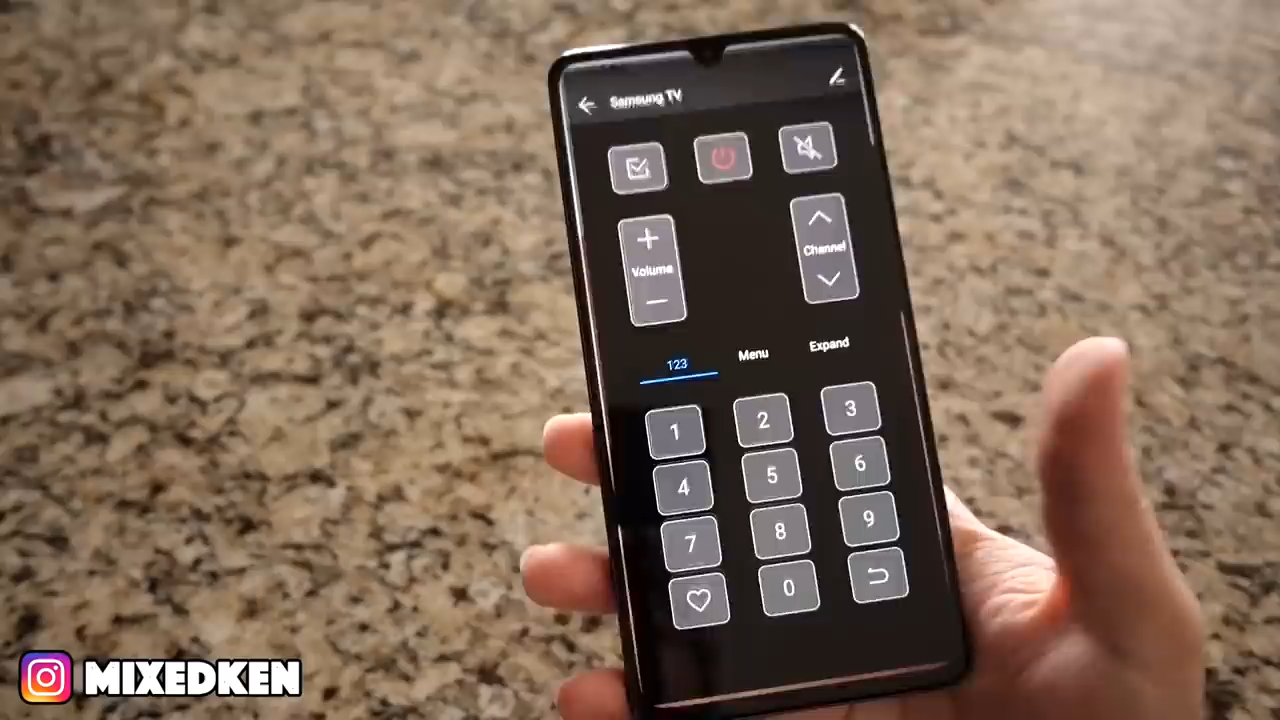 Samsung TV
+
Volume
−
Channel
123
Menu
Expand
1
2
3
4
5
6
7
8
9
0
MIXEDKEN